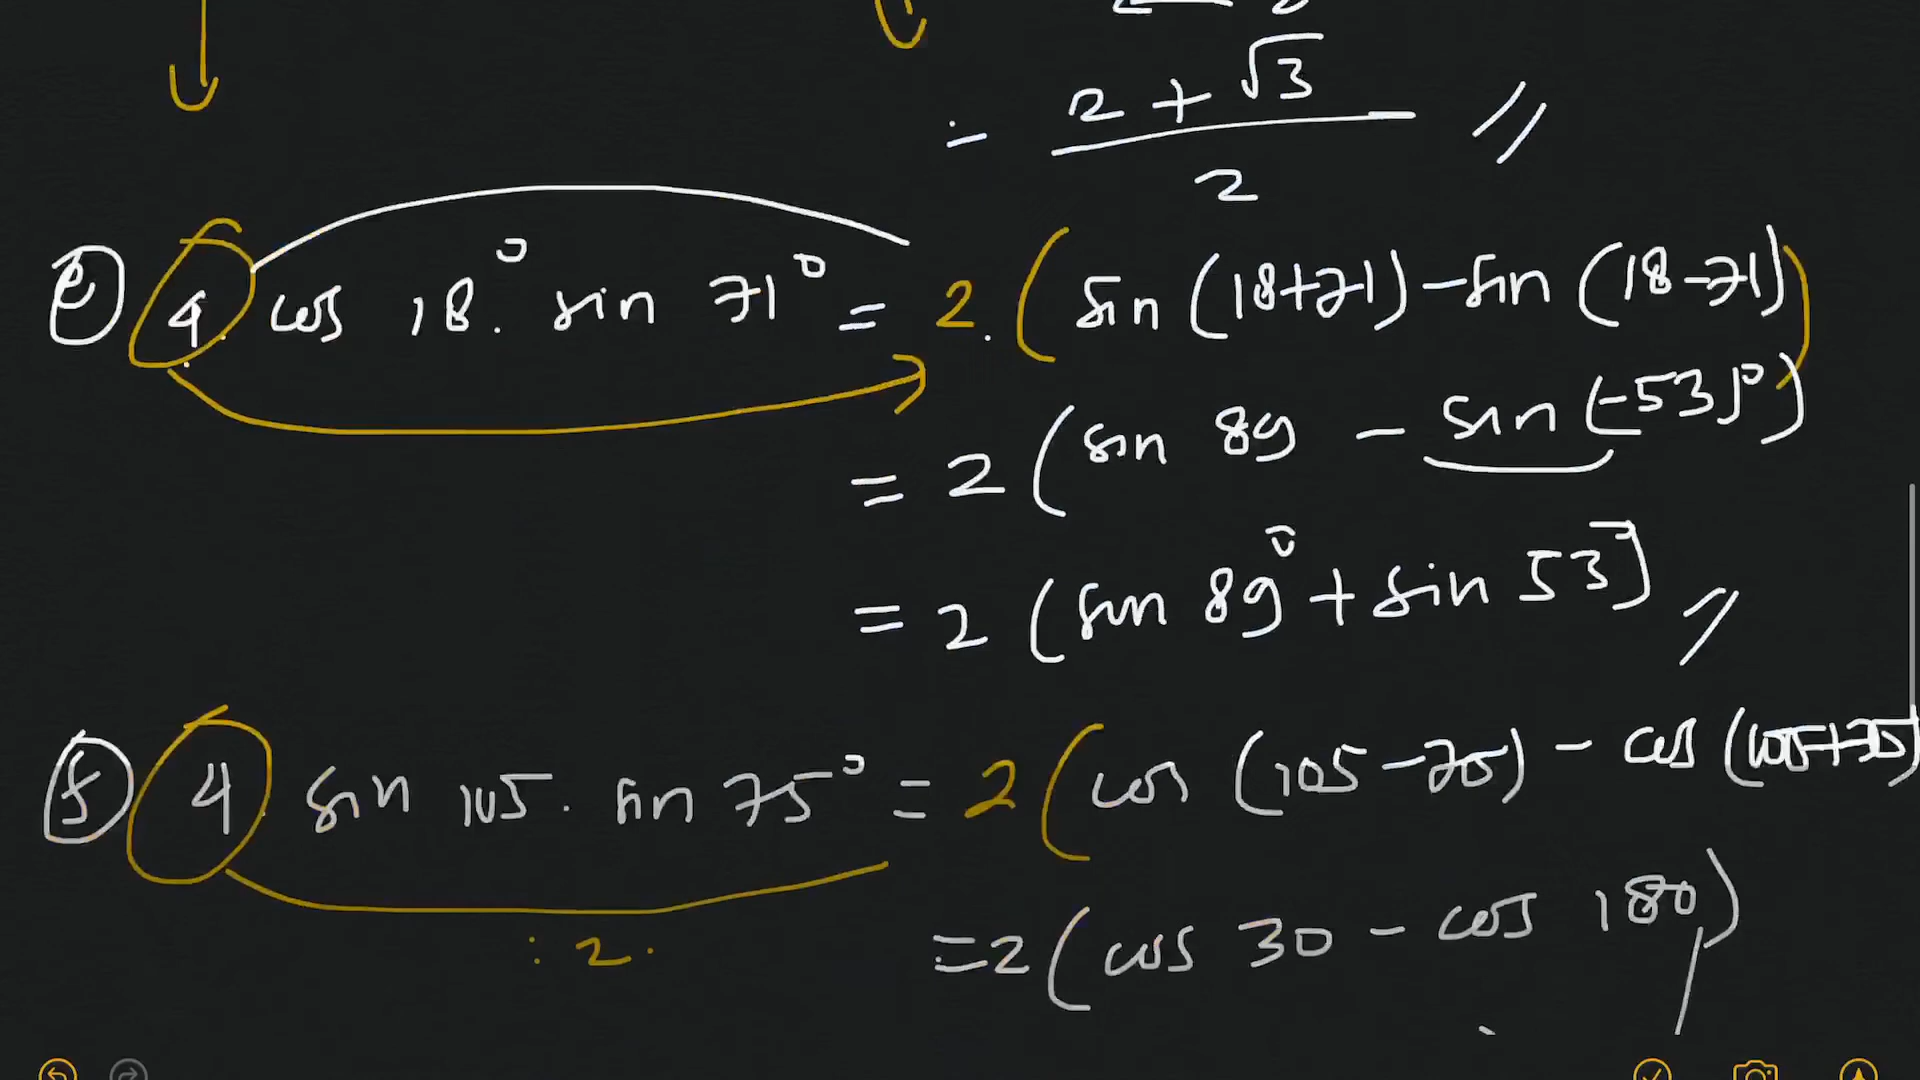 = 2 + √3 / 2 //
e) 4 cos 18°. sin 71° = 2. (sin (18+71) - sin (18-71))
= 2 (sin 89 - sin (-53)°)
= 2 (sin 89° + sin 53°) //
f) 4 sin 105. sin 75° = 2 (cos (105-75) - cos (105+75)
: 2.
= 2 (cos 30 - cos 180)